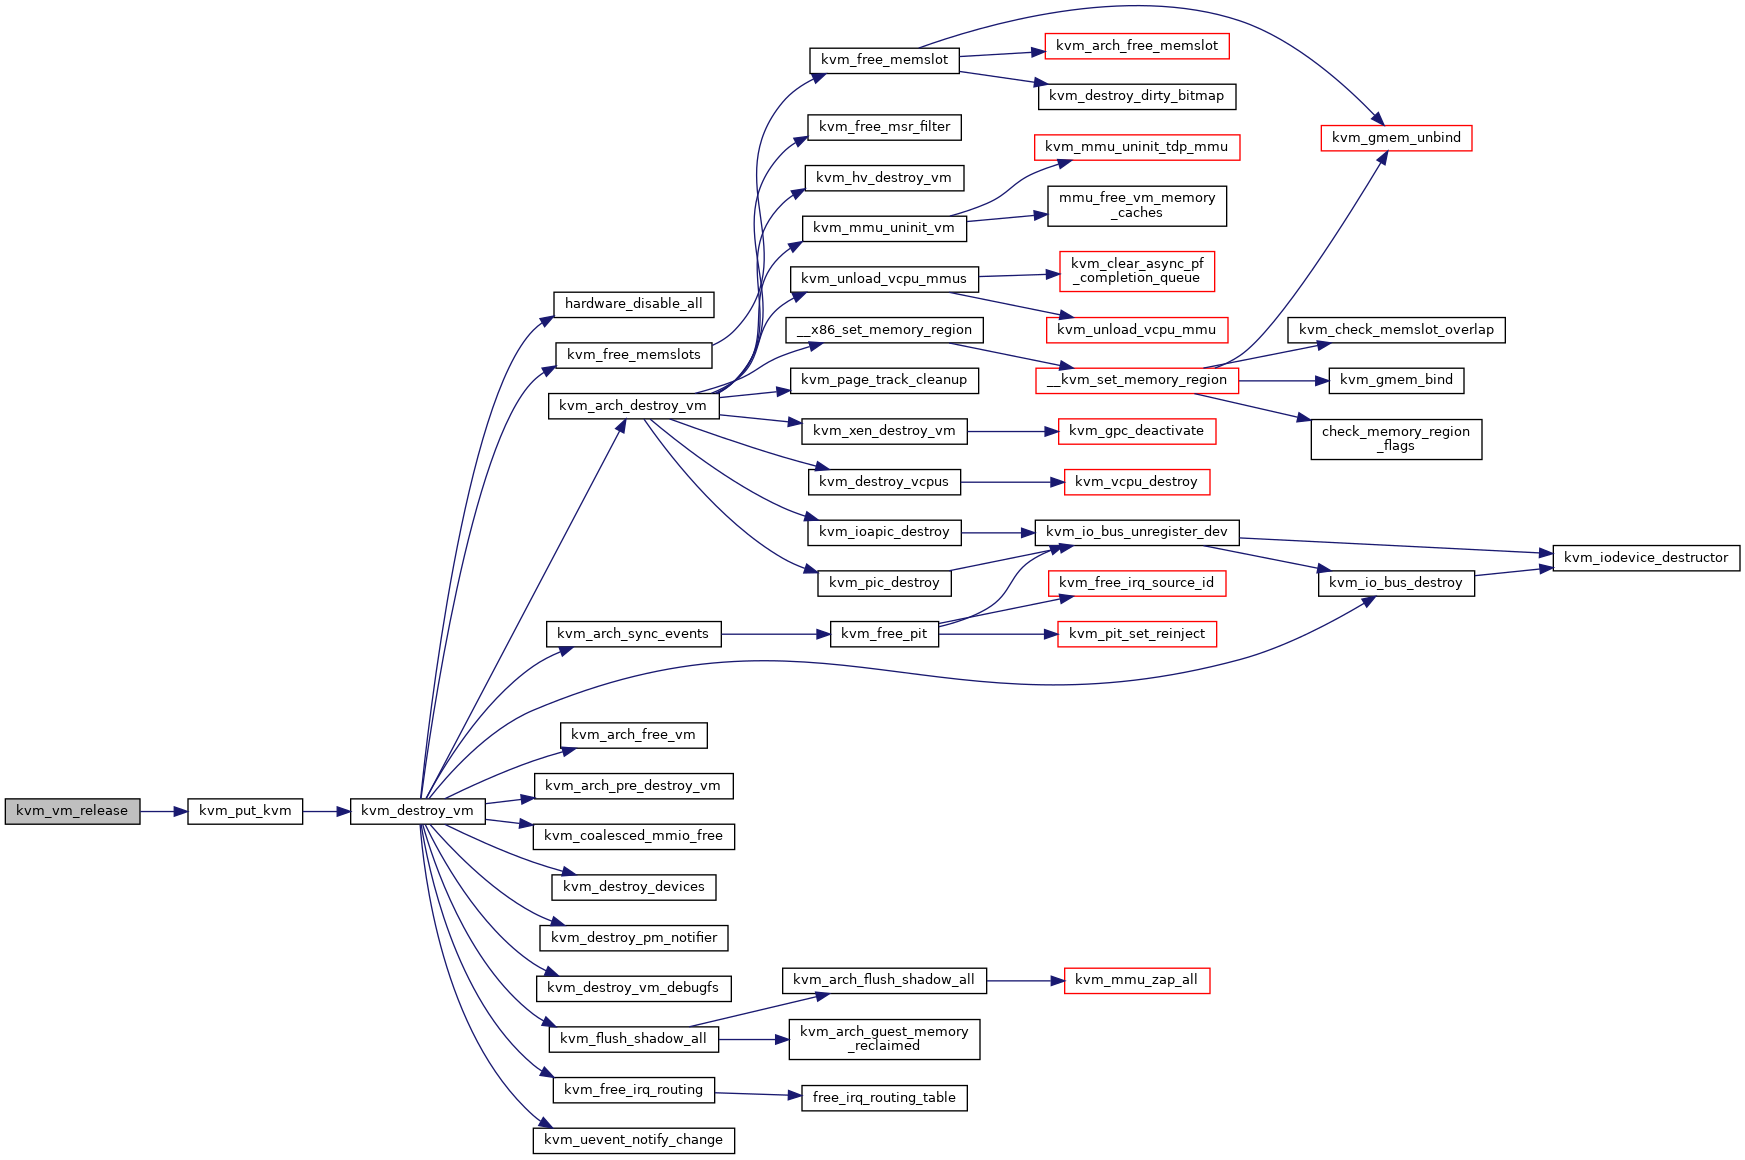 kvm_free_memslot
kvm_arch_free_memslot
kvm_destroy_dirty_bitmap
kvm_free_msr_filter
kvm_gmem_unbind
kvm_mmu_uninit_tdp_mmu
kvm_hv_destroy_vm
mmu_free_vm_memory
_caches
kvm_mmu_uninit_vm
kvm_clear_async_pf
_completion_queue
kvm_unload_vcpu_mmus
hardware_disable_all
__x86_set_memory_region
kvm_unload_vcpu_mmu
kvm_check_memslot_overlap
kvm_free_memslots
kvm_page_track_cleanup
__kvm_set_memory_region
kvm_gmem_bind
kvm_arch_destroy_vm
kvm_xen_destroy_vm
kvm_gpc_deactivate
check_memory_region
_flags
kvm_destroy_vcpus
kvm_vcpu_destroy
kvm_ioapic_destroy
kvm_io_bus_unregister_dev
kvm_iodevice_destructor
kvm_pic_destroy
kvm_free_irq_source_id
kvm_io_bus_destroy
kvm_arch_sync_events
kvm_free_pit
kvm_pit_set_reinject
kvm_arch_free_vm
kvm_arch_pre_destroy_vm
kvm_vm_release
kvm_put_kvm
kvm_destroy_vm
kvm_coalesced_mmio_free
kvm_destroy_devices
kvm_destroy_pm_notifier
kvm_destroy_vm_debugfs
kvm_arch_flush_shadow_all
kvm_mmu_zap_all
kvm_flush_shadow_all
kvm_arch_guest_memory
_reclaimed
kvm_free_irq_routing
free_irq_routing_table
kvm_uevent_notify_change